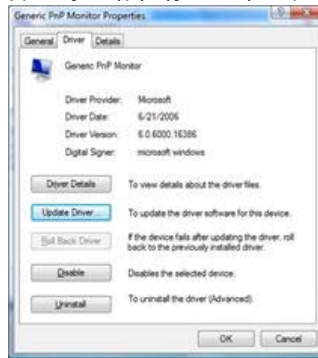 Generic PnP Monitor Properties
General Driver Details
Generic PnP Monitor
Driver Provider: Microsoft
Driver Date: 6/21/2006
Driver Version: 6.0.6000.16386
Digital Signer: microsoft windows
Driver Details To view details about the driver files.
Update Driver... To update the driver software for this device.
Roll Back Driver If the device fails after updating the driver, roll
back to the previously installed driver.
Disable Disables the selected device.
Uninstall To uninstall the driver (Advanced).
OK Cancel